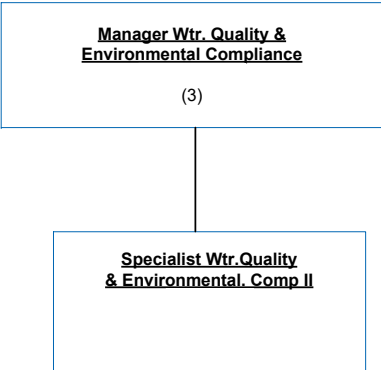 Manager Wtr. Quality &
Environmental Compliance
(3)
Specialist Wtr.Quality
& Environmental. Comp II